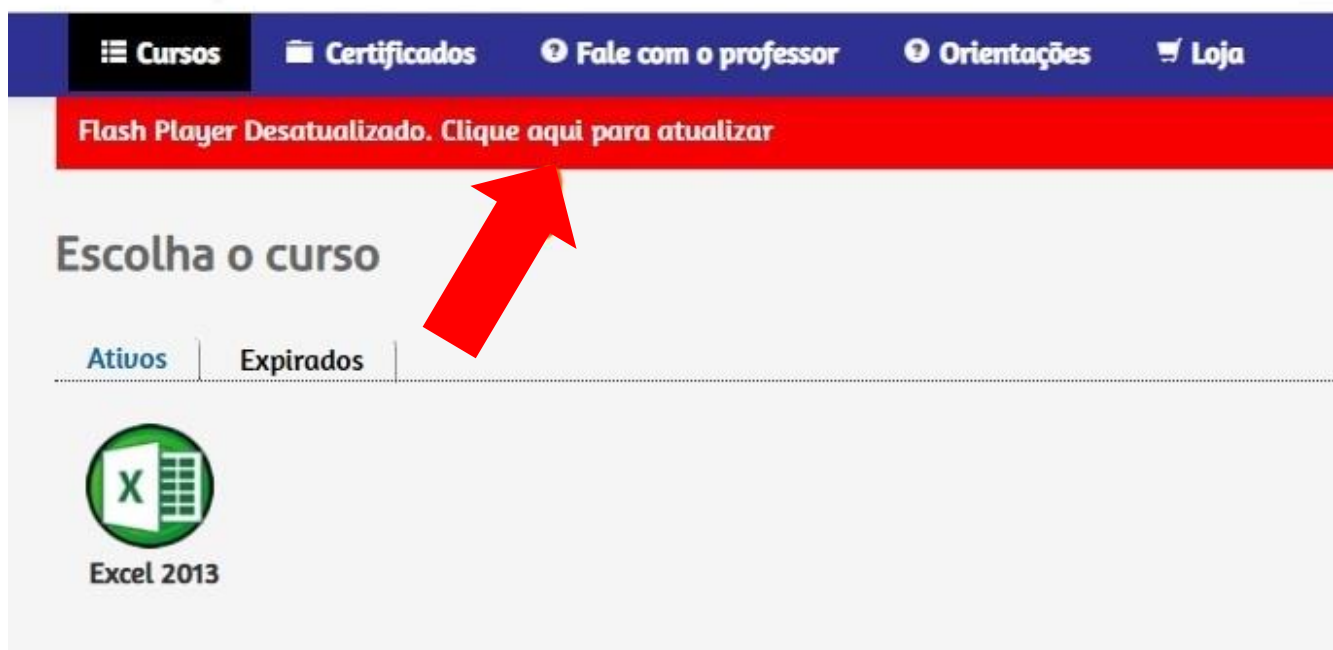 Cursos Certificados Fale com o professor Orientações Loja
Flash Player Desatualizado. Clique aqui para atualizar
Escolha o curso
Ativos Expirados
X
Excel 2013